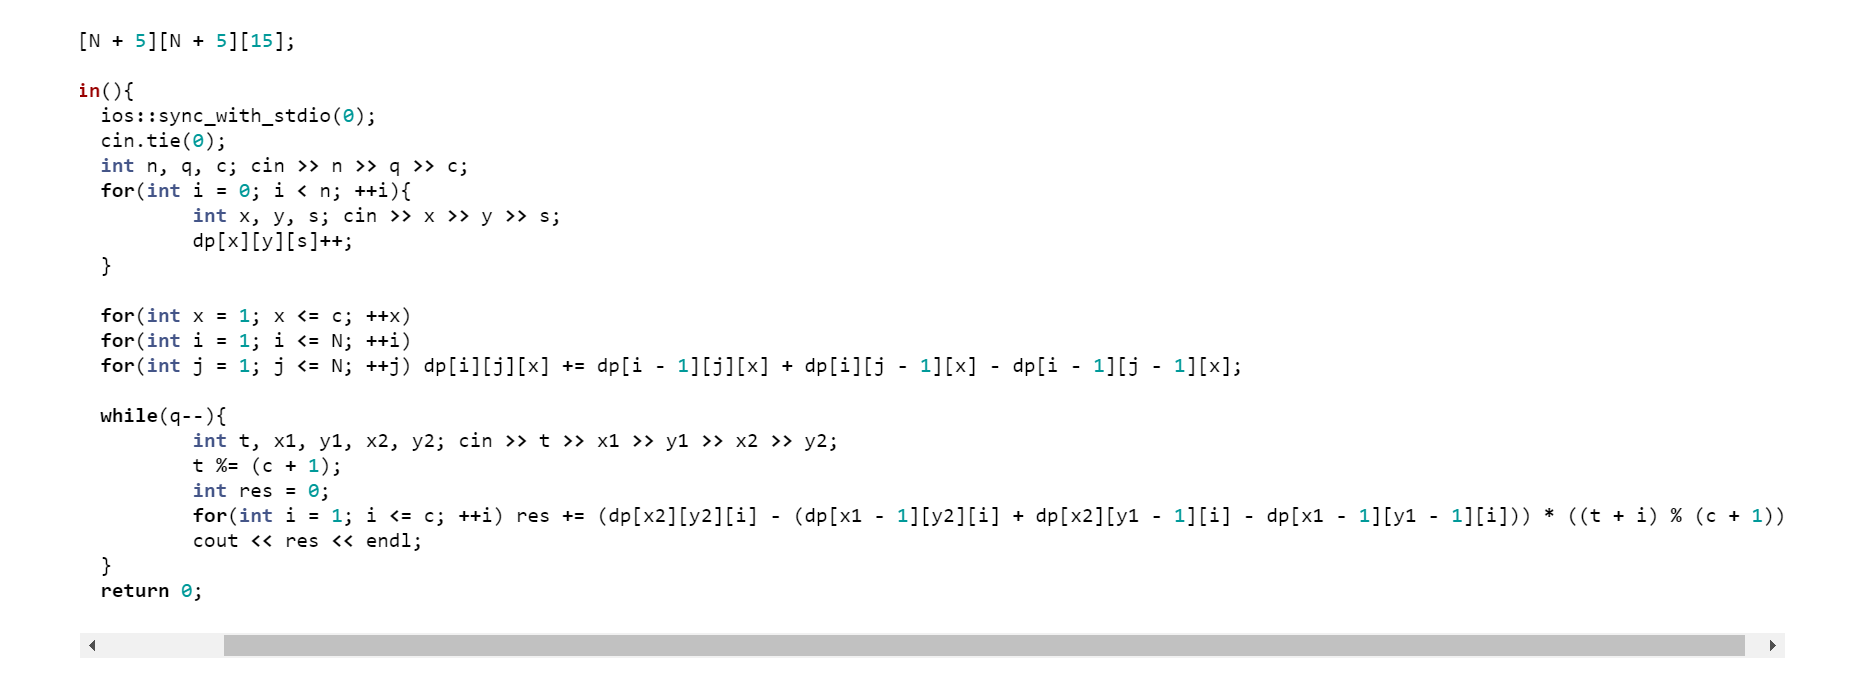 [N + 5][N + 5][15];
in(){
ios::sync_with_stdio(0);
cin.tie(0);
int n, q, c; cin >> n >> q >> c;
for(int i = 0; i < n; ++i){
int x, y, s; cin >> x >> y >> s;
dp[x][y][s]++;
}
for(int x = 1; x <= c; ++x)
for(int i = 1; i <= N; ++i)
for(int j = 1; j <= N; ++j) dp[i][j][x] += dp[i - 1][j][x] + dp[i][j - 1][x] - dp[i - 1][j - 1][x];
while(q--){
int t, x1, y1, x2, y2; cin >> t >> x1 >> y1 >> x2 >> y2;
t %= (c + 1);
int res = 0;
for(int i = 1; i <= c; ++i) res += (dp[x2][y2][i] - (dp[x1 - 1][y2][i] + dp[x2][y1 - 1][i] - dp[x1 - 1][y1 - 1][i])) * ((t + i) % (c + 1))
cout << res << endl;
}
return 0;